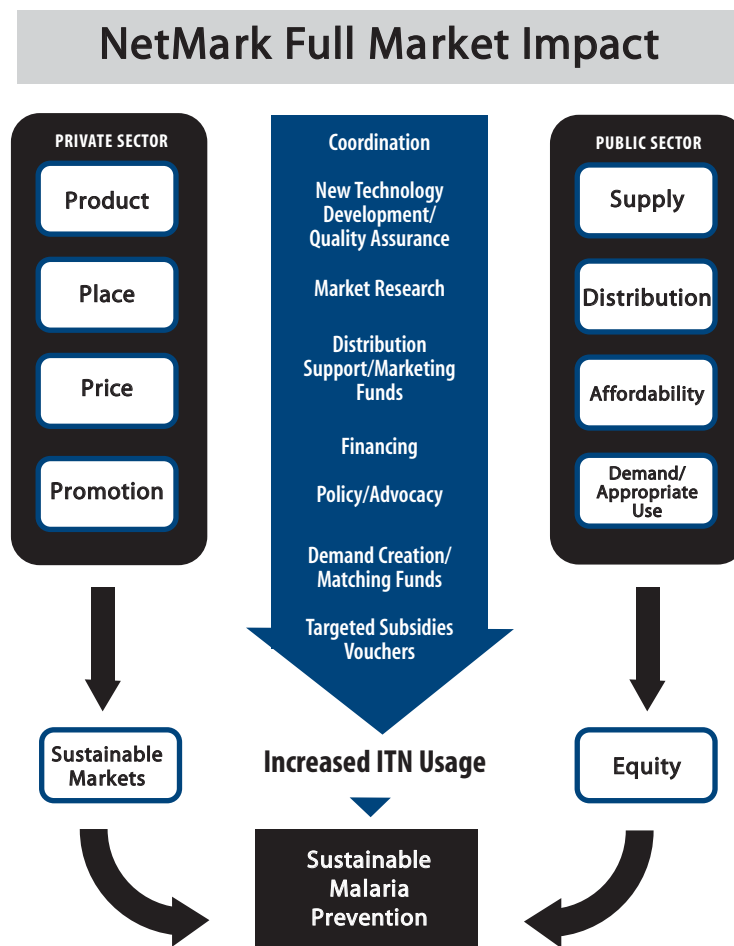 NetMark Full Market Impact
PRIVATE SECTOR
Product
Place
Price
Promotion
Coordination
New Technology
Development/
Quality Assurance
Market Research
Distribution
Support/Marketing
Funds
Financing
Policy/Advocacy
Demand Creation/
Matching Funds
Targeted Subsidies
Vouchers
PUBLIC SECTOR
Supply
Distribution
Affordability
Demand/
Appropriate
Use
Sustainable
Markets
Increased ITN Usage
Equity
Sustainable
Malaria
Prevention